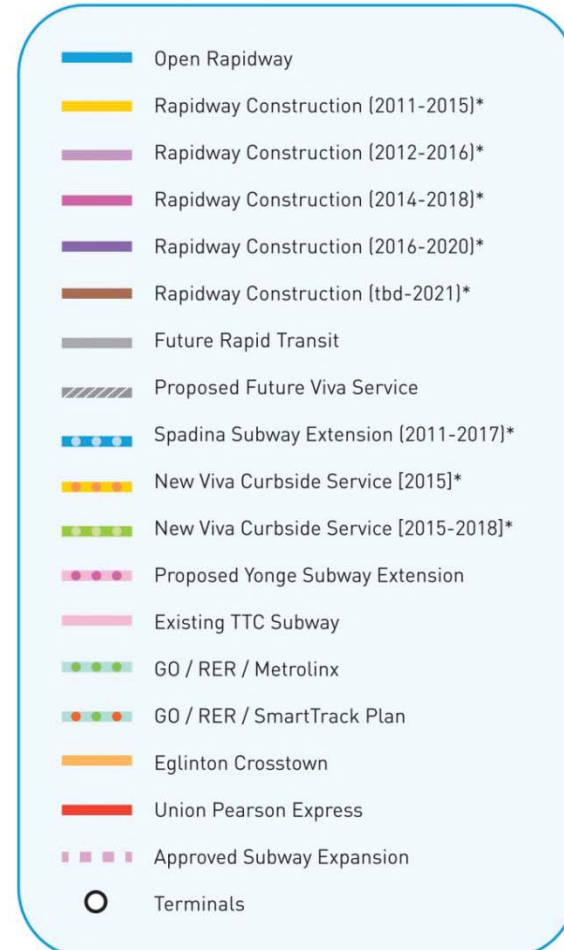 Open Rapidway
Rapidway Construction (2011-2015)*
Rapidway Construction (2012-2016)*
Rapidway Construction (2014-2018)*
Rapidway Construction (2016-2020)*
Rapidway Construction (tbd-2021)*
Future Rapid Transit
Proposed Future Viva Service
Spadina Subway Extension (2011-2017)*
New Viva Curbside Service [2015]*
New Viva Curbside Service [2015-2018]*
Proposed Yonge Subway Extension
Existing TTC Subway
GO / RER / Metrolinx
GO / RER / SmartTrack Plan
Eglinton Crosstown
Union Pearson Express
Approved Subway Expansion
Terminals